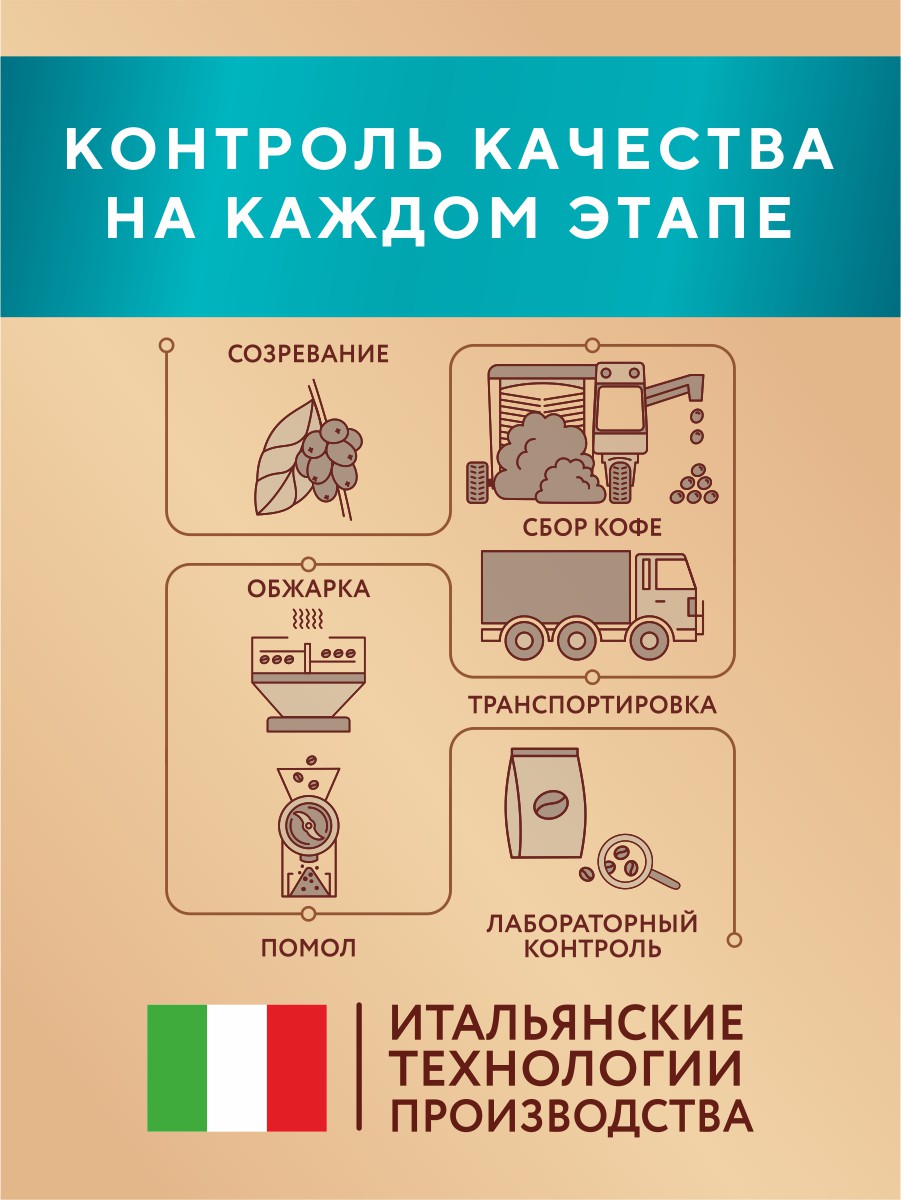 КОНТРОЛЬ КАЧЕСТВА
НА КАЖДОМ ЭТАПЕ
СОЗРЕВАНИЕ
СБОР КОФЕ
ОБЖАРКА
ТРАНСПОРТИРОВКА
ПОМОЛ
ЛАБОРАТОРНЫЙ
КОНТРОЛЬ
ИТАЛЬЯНСКИЕ
ТЕХНОЛОГИИ
ПРОИЗВОДСТВА